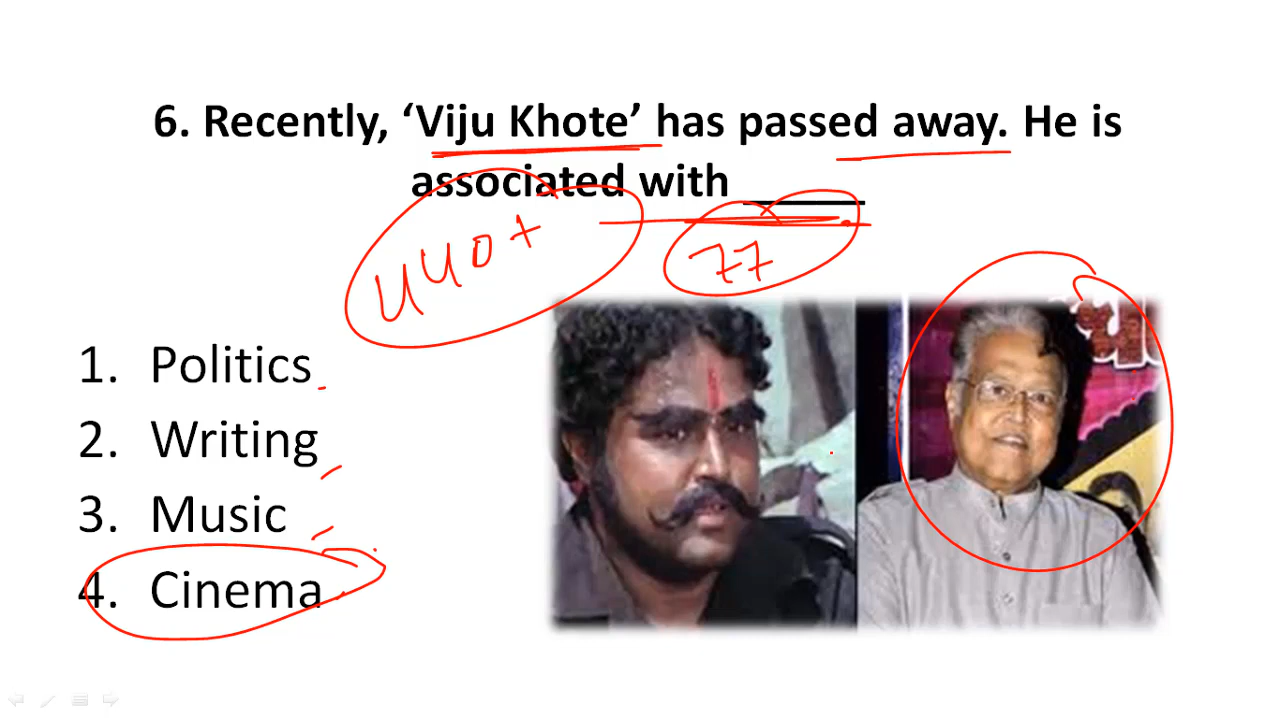 6. Recently, ‘Viju Khote’ has passed away. He is
associated with ______
440+
77
1. Politics
2. Writing
3. Music
4. Cinema